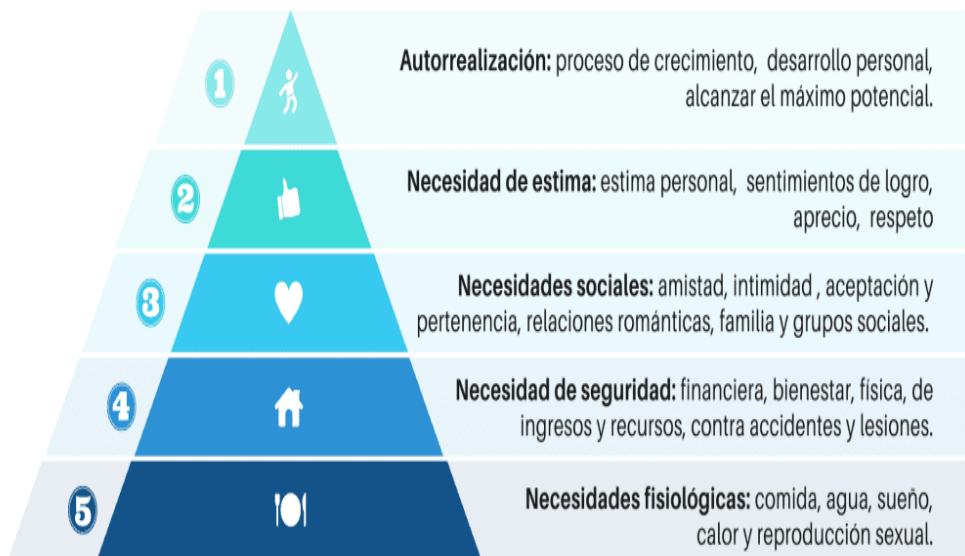 1
Autorrealización: proceso de crecimiento, desarrollo personal,
alcanzar el máximo potencial.
2
Necesidad de estima: estima personal, sentimientos de logro,
aprecio, respeto
3
Necesidades sociales: amistad, intimidad , aceptación y
pertenencia, relaciones románticas, familia y grupos sociales.
4
Necesidad de seguridad: financiera, bienestar, física, de
ingresos y recursos, contra accidentes y lesiones.
5
Necesidades fisiológicas: comida, agua, sueño,
calor y reproducción sexual.